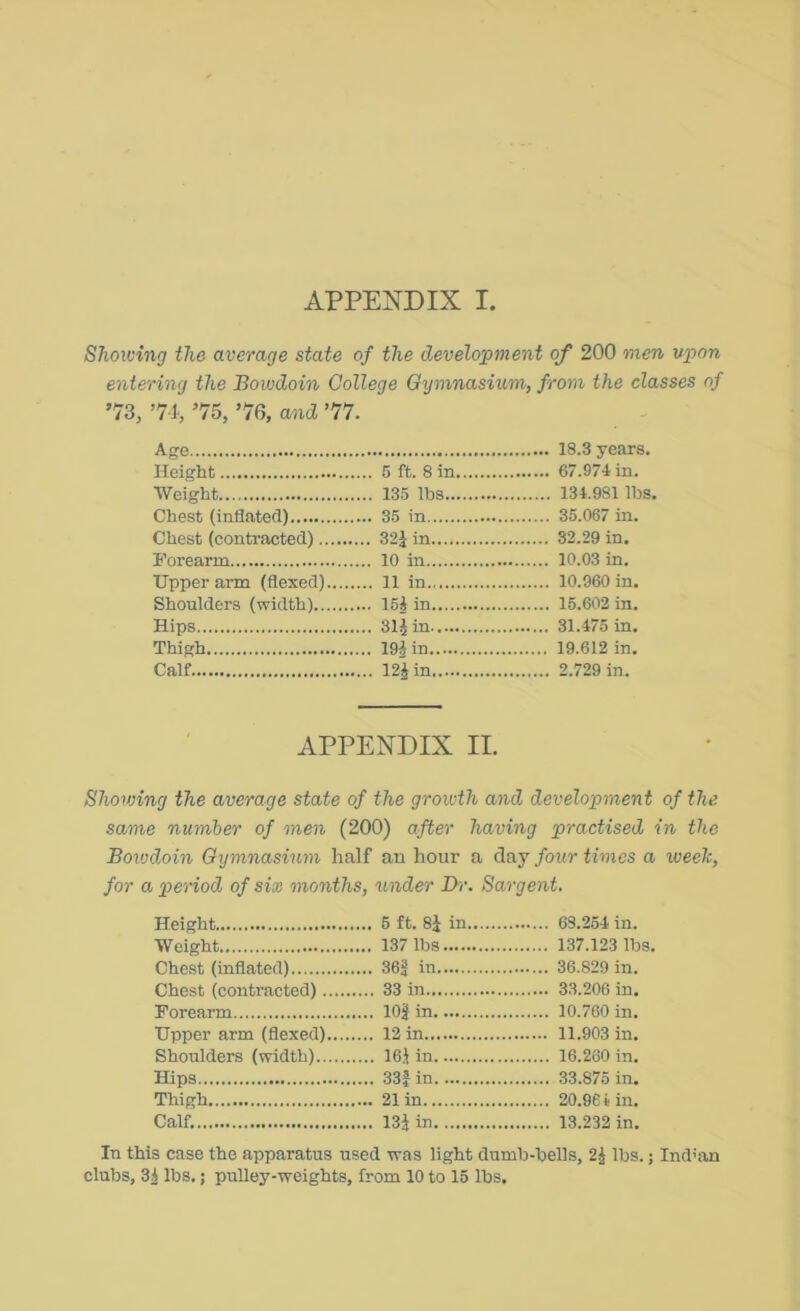 APPENDIX I.
Showing the average state of the development of 200 men upon
entering the Bowdoin College Gymnasium, from the classes of
’73, ’74, ’75, ’76, and ’77.
Age.......... 18.3 years.
Height.......... 5 ft. 8 in.......... 67.974 in.
Weight.......... 135 lbs.......... 134.981 lbs.
Chest (inflated).......... 35 in.......... 35.067 in.
Chest (contracted).......... 32¼ in.......... 32.29 in.
Forearm.......... 10 in.......... 10.03 in.
Upper arm (flexed).......... 11 in.......... 10.960 in.
Shoulders (width).......... 15½ in.......... 15.602 in.
Hips.......... 31½ in.......... 31.475 in.
Thigh.......... 19½ in.......... 19.612 in.
Calf.......... 12½ in.......... 2.729 in.
APPENDIX II.
Showing the average state of the growth and development of the
same number of men (200) after having practised in the
Bowdoin Gymnasium half an hour a day four times a week,
for a period of six months, under Dr. Sargent.
Height.......... 5 ft. 8¼ in.......... 68.254 in.
Weight.......... 137 lbs.......... 137.123 lbs.
Chest (inflated).......... 36¾ in.......... 36.829 in.
Chest (contracted).......... 33 in.......... 33.206 in.
Forearm.......... 10¾ in.......... 10.760 in.
Upper arm (flexed).......... 12 in.......... 11.903 in.
Shoulders (width).......... 16¼ in.......... 16.260 in.
Hips.......... 33¾ in.......... 33.875 in.
Thigh.......... 21 in.......... 20.964 in.
Calf.......... 13¼ in.......... 13.232 in.
In this case the apparatus used was light dumb-bells, 2½ lbs.; Indian
clubs, 3½ lbs.; pulley-weights, from 10 to 15 lbs.